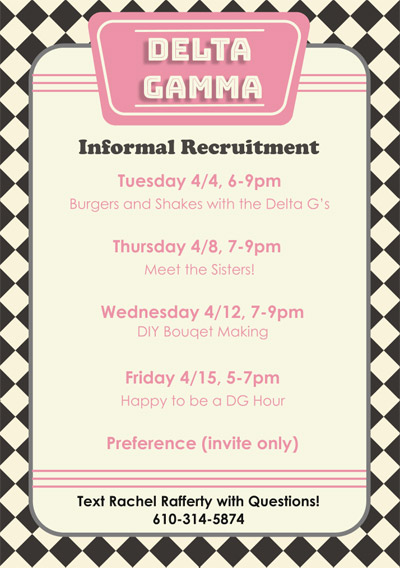 DELTA
GAMMA
Informal Recruitment
Tuesday 4/4, 6-9pm
Burgers and Shakes with the Delta G's
Thursday 4/8, 7-9pm
Meet the Sisters!
Wednesday 4/12, 7-9pm
DIY Bouqet Making
Friday 4/15, 5-7pm
Happy to be a DG Hour
Preference (invite only)
Text Rachel Rafferty with Questions!
610-314-5874